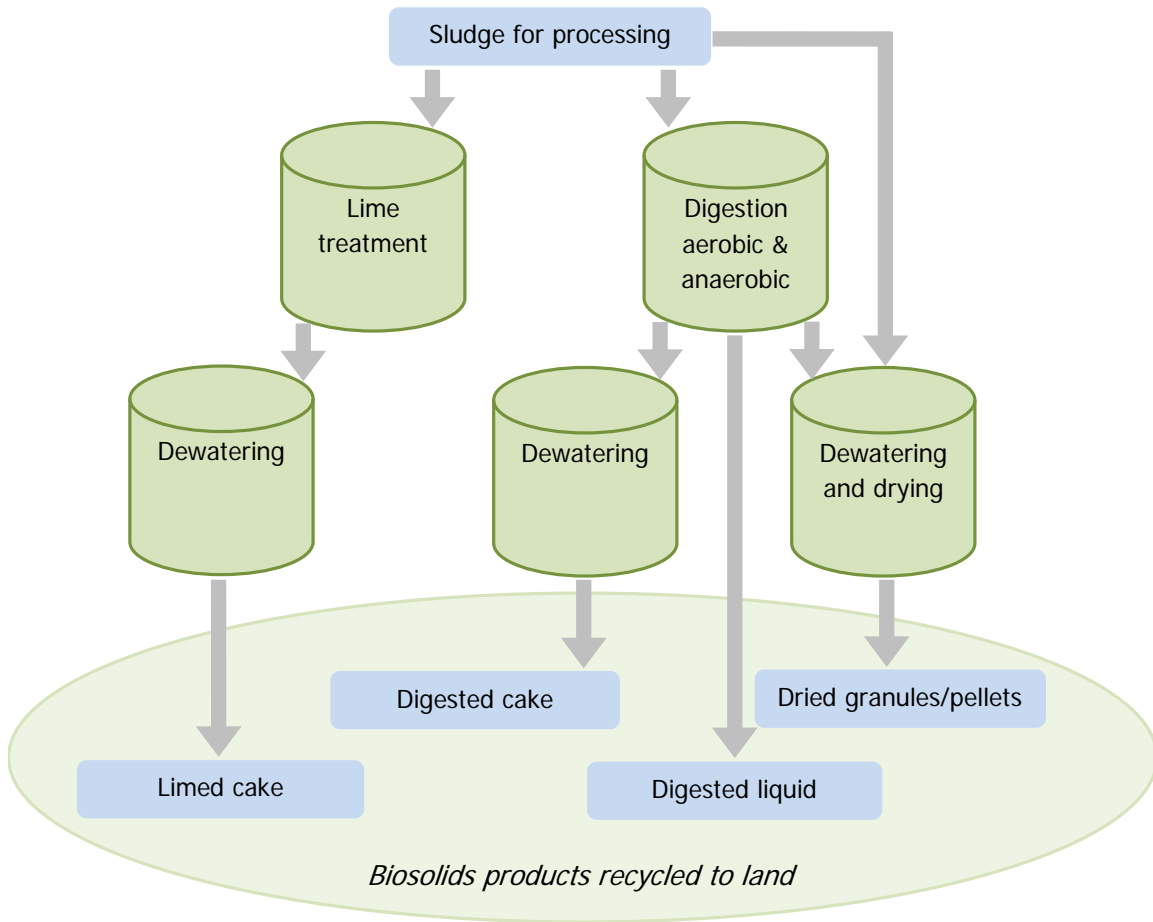 Sludge for processing
Lime
treatment
Digestion
aerobic &
anaerobic
Dewatering
Dewatering
Dewatering
and drying
Digested cake
Dried granules/pellets
Limed cake
Digested liquid
Biosolids products recycled to land